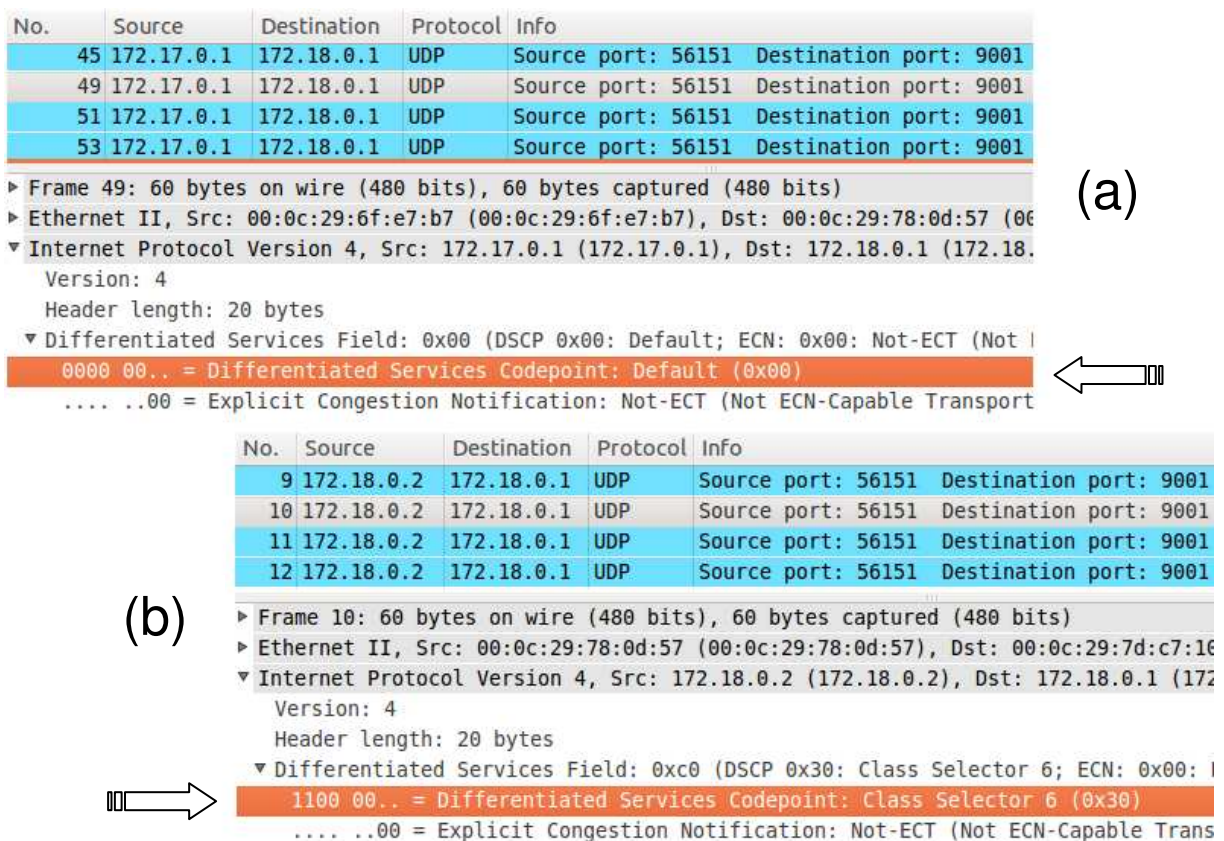 No. Source Destination Protocol Info
45 172.17.0.1 172.18.0.1 UDP Source port: 56151 Destination port: 9001
49 172.17.0.1 172.18.0.1 UDP Source port: 56151 Destination port: 9001
51 172.17.0.1 172.18.0.1 UDP Source port: 56151 Destination port: 9001
53 172.17.0.1 172.18.0.1 UDP Source port: 56151 Destination port: 9001
Frame 49: 60 bytes on wire (480 bits), 60 bytes captured (480 bits)
(a)
Ethernet II, Src: 00:0c:29:6f:e7:b7 (00:0c:29:6f:e7:b7), Dst: 00:0c:29:78:0d:57 (00
Internet Protocol Version 4, Src: 172.17.0.1 (172.17.0.1), Dst: 172.18.0.1 (172.18.
Version: 4
Header length: 20 bytes
Differentiated Services Field: 0x00 (DSCP 0x00: Default; ECN: 0x00: Not-ECT (Not
0000 00.. = Differentiated Services Codepoint: Default (0x00)
.... ..00 = Explicit Congestion Notification: Not-ECT (Not ECN-Capable Transport
No. Source Destination Protocol Info
9 172.18.0.2 172.18.0.1 UDP Source port: 56151 Destination port: 9001
10 172.18.0.2 172.18.0.1 UDP Source port: 56151 Destination port: 9001
11 172.18.0.2 172.18.0.1 UDP Source port: 56151 Destination port: 9001
12 172.18.0.2 172.18.0.1 UDP Source port: 56151 Destination port: 9001
(b)
Frame 10: 60 bytes on wire (480 bits), 60 bytes captured (480 bits)
Ethernet II, Src: 00:0c:29:78:0d:57 (00:0c:29:78:0d:57), Dst: 00:0c:29:7d:c7:10
Internet Protocol Version 4, Src: 172.18.0.2 (172.18.0.2), Dst: 172.18.0.1 (172
Version: 4
Header length: 20 bytes
Differentiated Services Field: 0xc0 (DSCP 0x30: Class Selector 6; ECN: 0x00:
1100 00.. = Differentiated Services Codepoint: Class Selector 6 (0x30)
.... ..00 = Explicit Congestion Notification: Not-ECT (Not ECN-Capable Trans